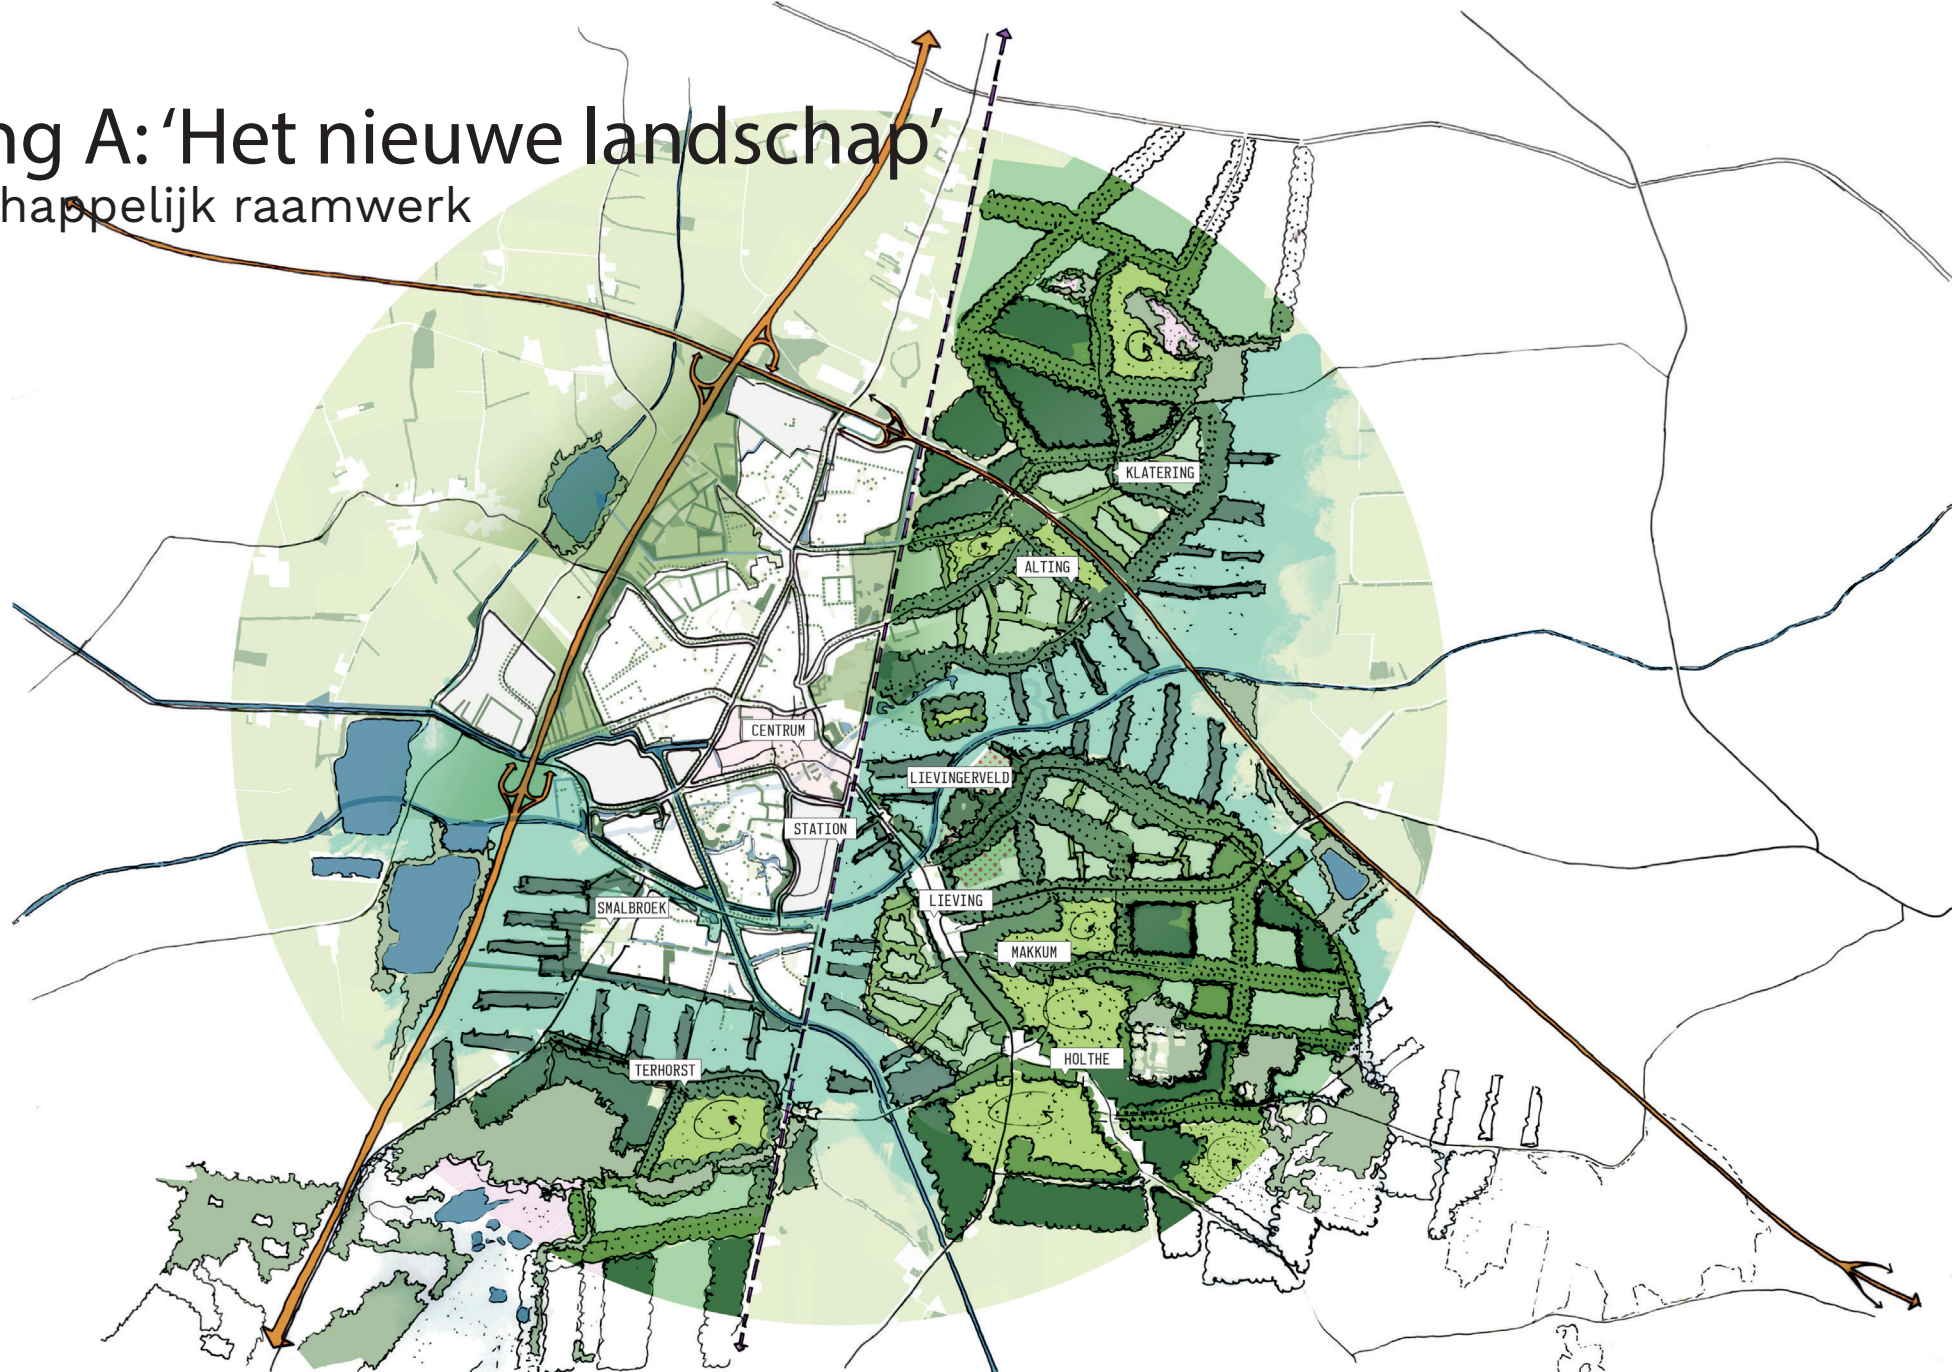 ng A: ‘Het nieuwe landschap’
happelijk raamwerk
KLATERING
ALTING
CENTRUM
LIEVINGERVELD
STATION
LIEVING
SMALBROEK
MAKKUM
HOLTHE
TERHORST